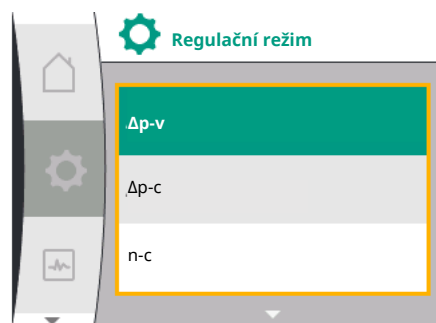 Regulační režim
Δp-v
Δp-c
n-c